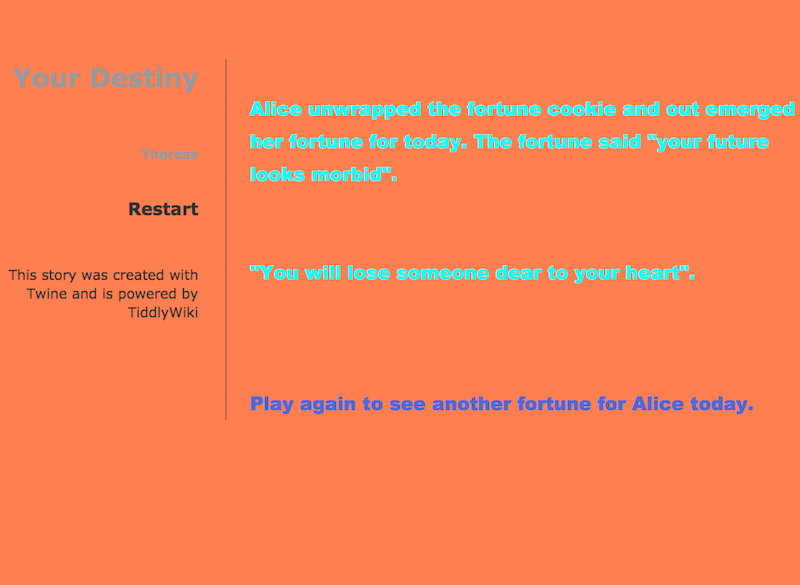 Your Destiny
Theresa
Restart
This story was created with
Twine and is powered by
TiddlyWiki
Alice unwrapped the fortune cookie and out emerged
her fortune for today. The fortune said "your future
looks morbid".
"You will lose someone dear to your heart".
Play again to see another fortune for Alice today.